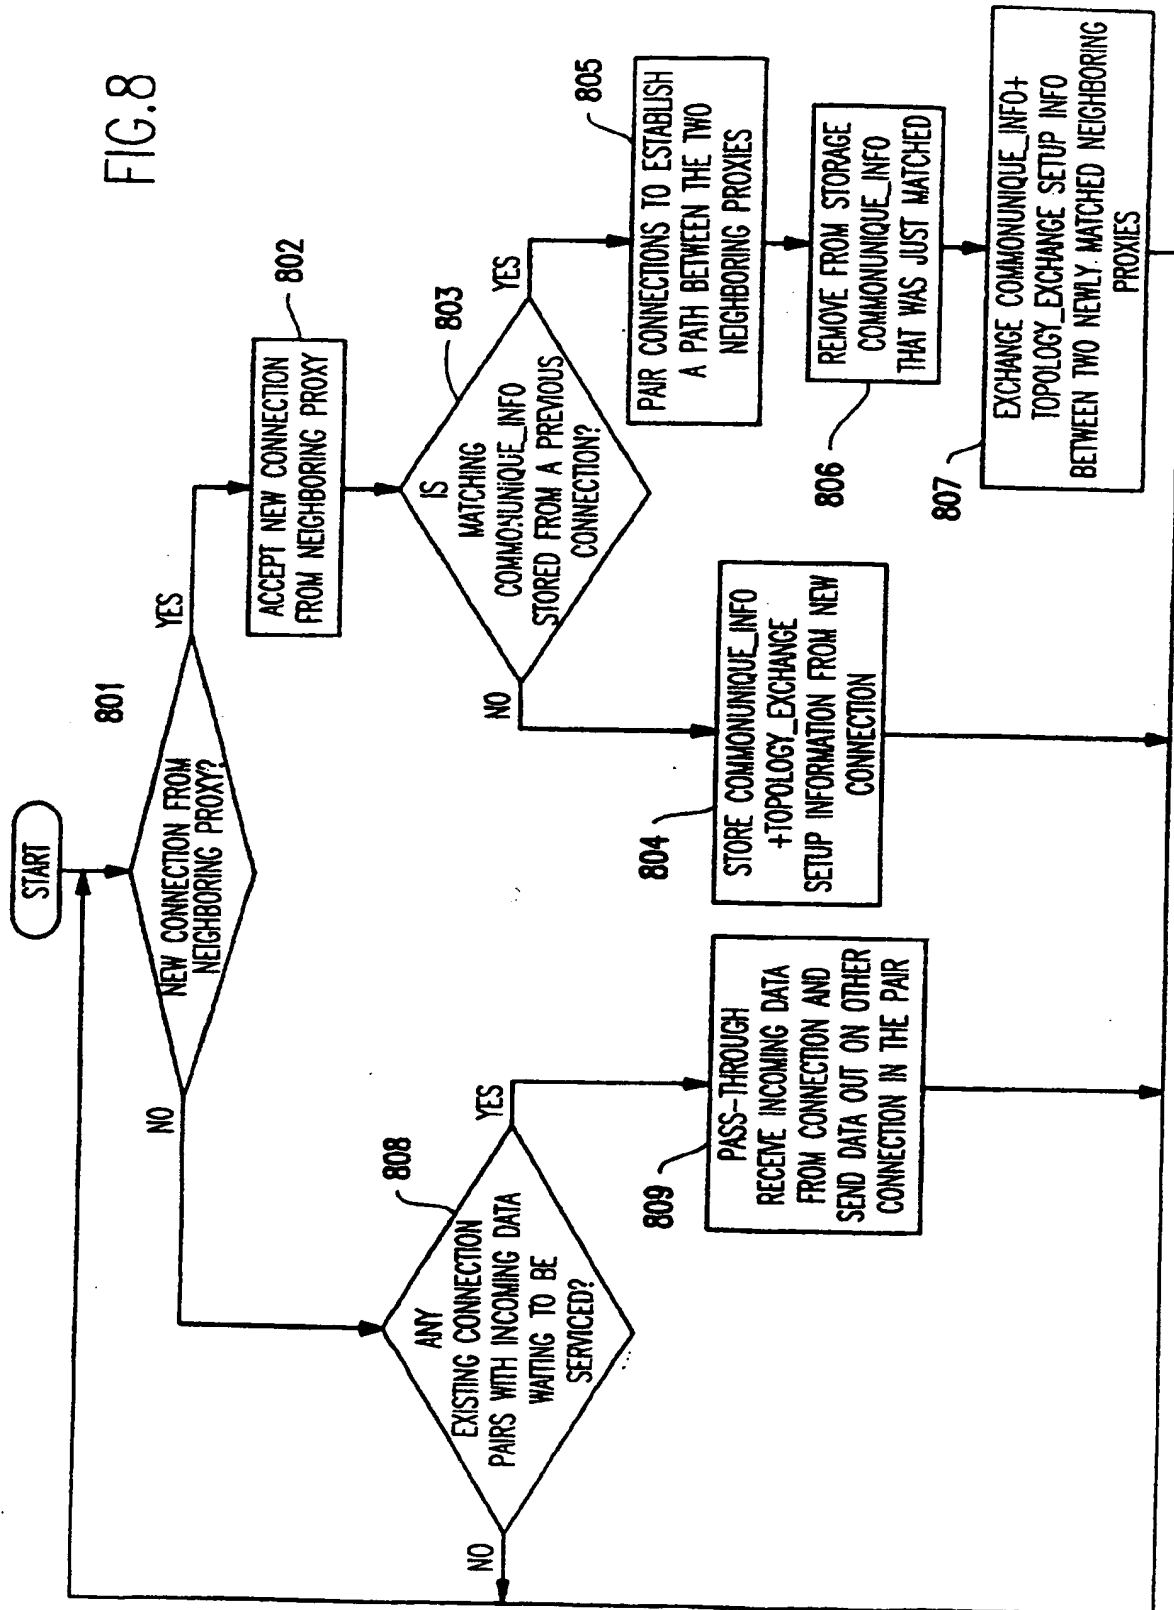 FIG.8
START
801
NEW CONNECTION FROM
NEIGHBORING PROXY?
YES
NO
802
ACCEPT NEW CONNECTION
FROM NEIGHBORING PROXY
803
IS
MATCHING
COMMONUNIQUE_INFO
STORED FROM A PREVIOUS
CONNECTION?
YES
NO
805
PAIR CONNECTIONS TO ESTABLISH
A PATH BETWEEN THE TWO
NEIGHBORING PROXIES
806
REMOVE FROM STORAGE
COMMONUNIQUE_INFO
THAT WAS JUST MATCHED
807
EXCHANGE COMMONUNIQUE_INFO+
TOPOLOGY_EXCHANGE SETUP INFO
BETWEEN TWO NEWLY MATCHED NEIGHBORING
PROXIES
804
STORE COMMONUNIQUE_INFO
+TOPOLOGY_EXCHANGE
SETUP INFORMATION FROM NEW
CONNECTION
808
ANY
EXISTING CONNECTION
PAIRS WITH INCOMING DATA
WAITING TO BE
SERVICED?
YES
NO
809
PASS-THROUGH
RECEIVE INCOMING DATA
FROM CONNECTION AND
SEND DATA OUT ON OTHER
CONNECTION IN THE PAIR